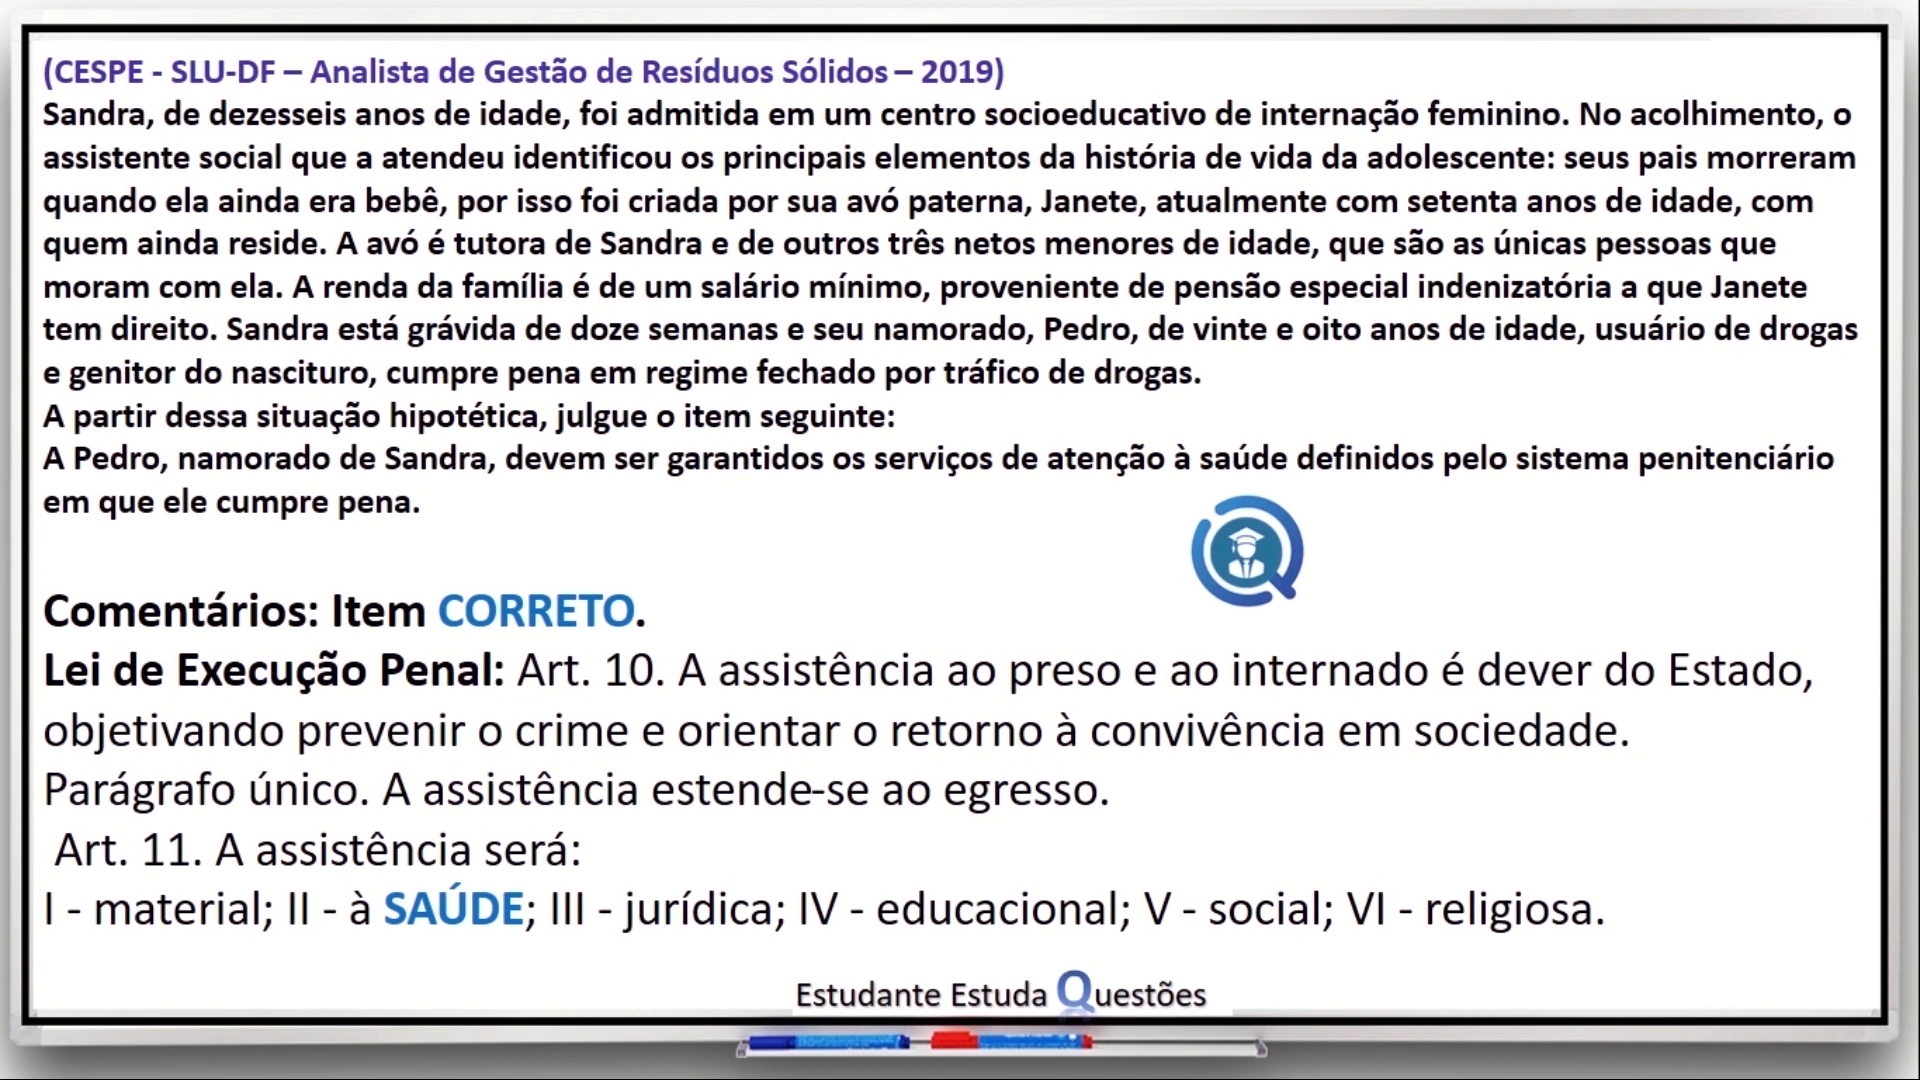 (CESPE - SLU-DF – Analista de Gestão de Resíduos Sólidos – 2019)
Sandra, de dezesseis anos de idade, foi admitida em um centro socioeducativo de internação feminino. No acolhimento, o
assistente social que a atendeu identificou os principais elementos da história de vida da adolescente: seus pais morreram
quando ela ainda era bebê, por isso foi criada por sua avó paterna, Janete, atualmente com setenta anos de idade, com
quem ainda reside. A avó é tutora de Sandra e de outros três netos menores de idade, que são as únicas pessoas que
moram com ela. A renda da família é de um salário mínimo, proveniente de pensão especial indenizatória a que Janete
tem direito. Sandra está grávida de doze semanas e seu namorado, Pedro, de vinte e oito anos de idade, usuário de drogas
e genitor do nascituro, cumpre pena em regime fechado por tráfico de drogas.
A partir dessa situação hipotética, julgue o item seguinte:
A Pedro, namorado de Sandra, devem ser garantidos os serviços de atenção à saúde definidos pelo sistema penitenciário
em que ele cumpre pena.
Comentários: Item CORRETO.
Lei de Execução Penal: Art. 10. A assistência ao preso e ao internado é dever do Estado,
objetivando prevenir o crime e orientar o retorno à convivência em sociedade.
Parágrafo único. A assistência estende-se ao egresso.
Art. 11. A assistência será:
I - material; II - à SAÚDE; III - jurídica; IV - educacional; V - social; VI - religiosa.
Estudante Estuda Questões